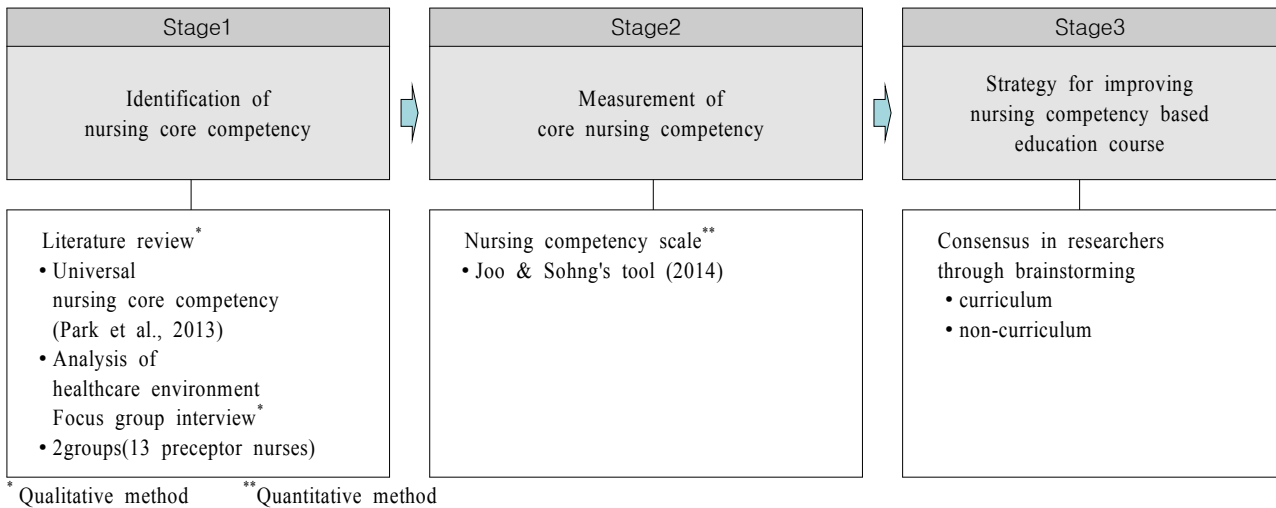 Stage1
Identification of
nursing core competency
Literature review*
• Universal
nursing core competency
(Park et al., 2013)
• Analysis of
healthcare environment
Focus group interview*
• 2groups(13 preceptor nurses)
Stage2
Measurement of
core nursing competency
Nursing competency scale**
• Joo & Sohng's tool (2014)
Stage3
Strategy for improving
nursing competency based
education course
Consensus in researchers
through brainstorming
• curriculum
• non-curriculum
* Qualitative method **Quantitative method